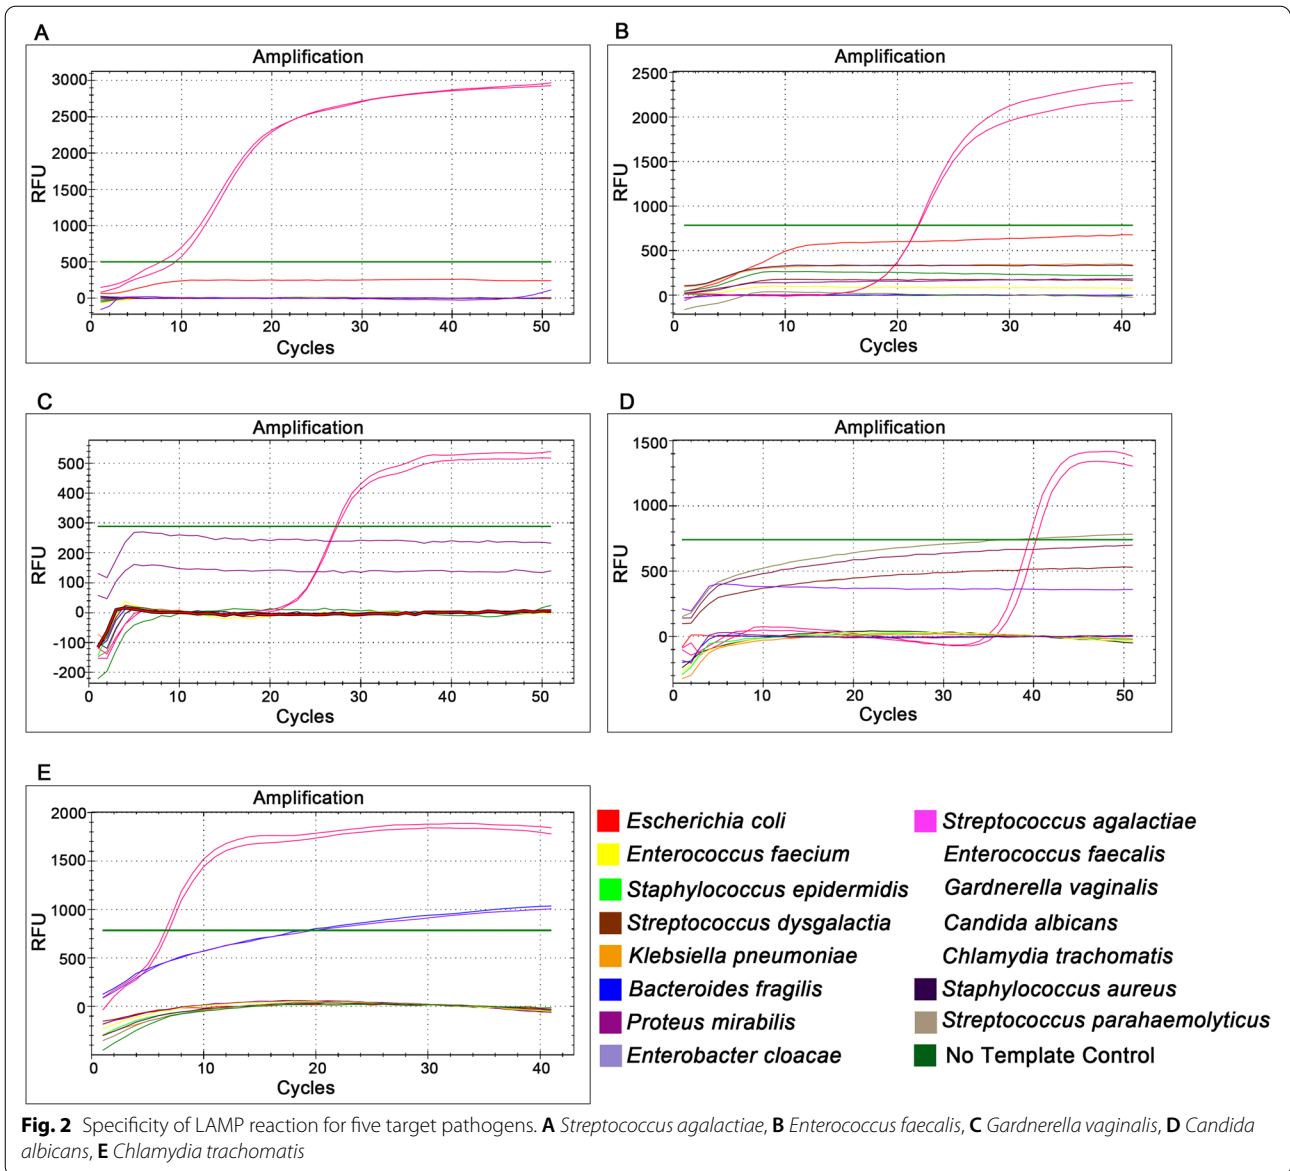 A
Amplification
RFU
3000
2500
2000
1500
1000
500
0
0 10 20 30 40 50
Cycles
B
Amplification
RFU
2500
2000
1500
1000
500
0
0 10 20 30 40
Cycles
C
Amplification
RFU
500
400
300
200
100
0
-100
-200
0 10 20 30 40 50
Cycles
D
Amplification
RFU
1500
1000
500
0
0 10 20 30 40 50
Cycles
E
Amplification
RFU
2000
1500
1000
500
0
0 10 20 30 40
Cycles
Escherichia coli
Enterococcus faecium
Staphylococcus epidermidis
Streptococcus dysgalactia
Klebsiella pneumoniae
Bacteroides fragilis
Proteus mirabilis
Enterobacter cloacae
Streptococcus agalactiae
Enterococcus faecalis
Gardnerella vaginalis
Candida albicans
Chlamydia trachomatis
Staphylococcus aureus
Streptococcus parahaemolyticus
No Template Control
Fig. 2 Specificity of LAMP reaction for five target pathogens. A Streptococcus agalactiae, B Enterococcus faecalis, C Gardnerella vaginalis, D Candida
albicans, E Chlamydia trachomatis